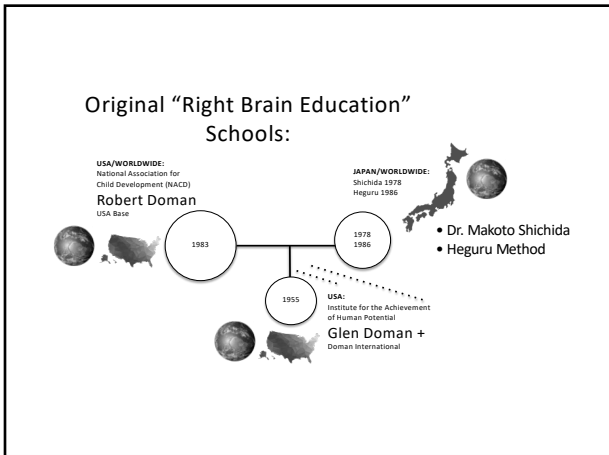 Original “Right Brain Education”
Schools:
USA/WORLDWIDE:
National Association for
Child Development (NACD)
Robert Doman
USA Base
1983
JAPAN/WORLDWIDE:
Shichida 1978
Heguru 1986
1978
1986
• Dr. Makoto Shichida
• Heguru Method
1955
USA:
Institute for the Achievement
of Human Potential
Glen Doman +
Doman International